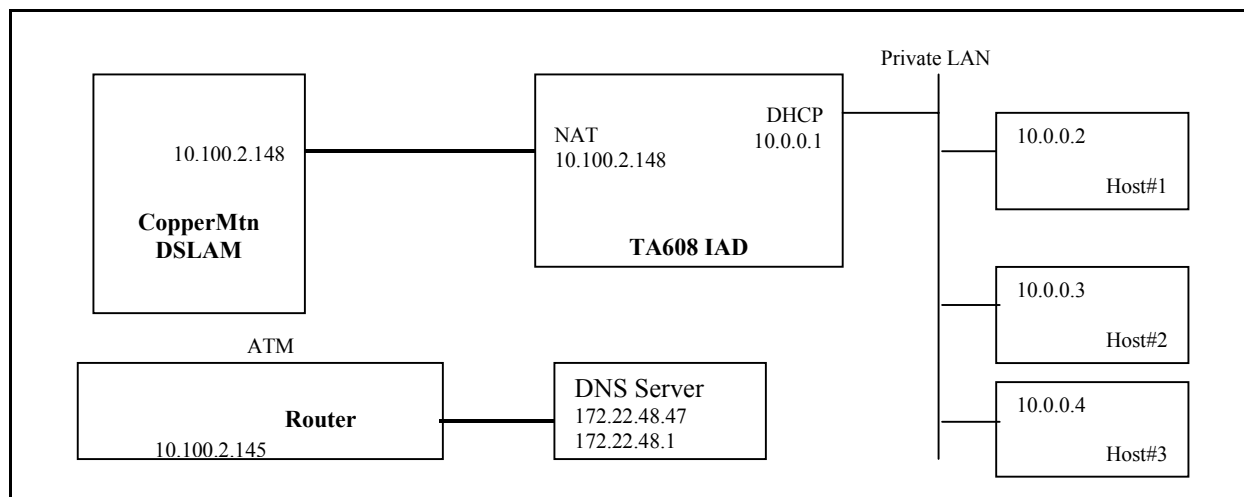 Private LAN
10.100.2.148
CopperMtn
DSLAM
NAT
10.100.2.148
DHCP
10.0.0.1
TA608 IAD
10.0.0.2
Host#1
10.0.0.3
Host#2
10.0.0.4
Host#3
ATM
Router
10.100.2.145
DNS Server
172.22.48.47
172.22.48.1